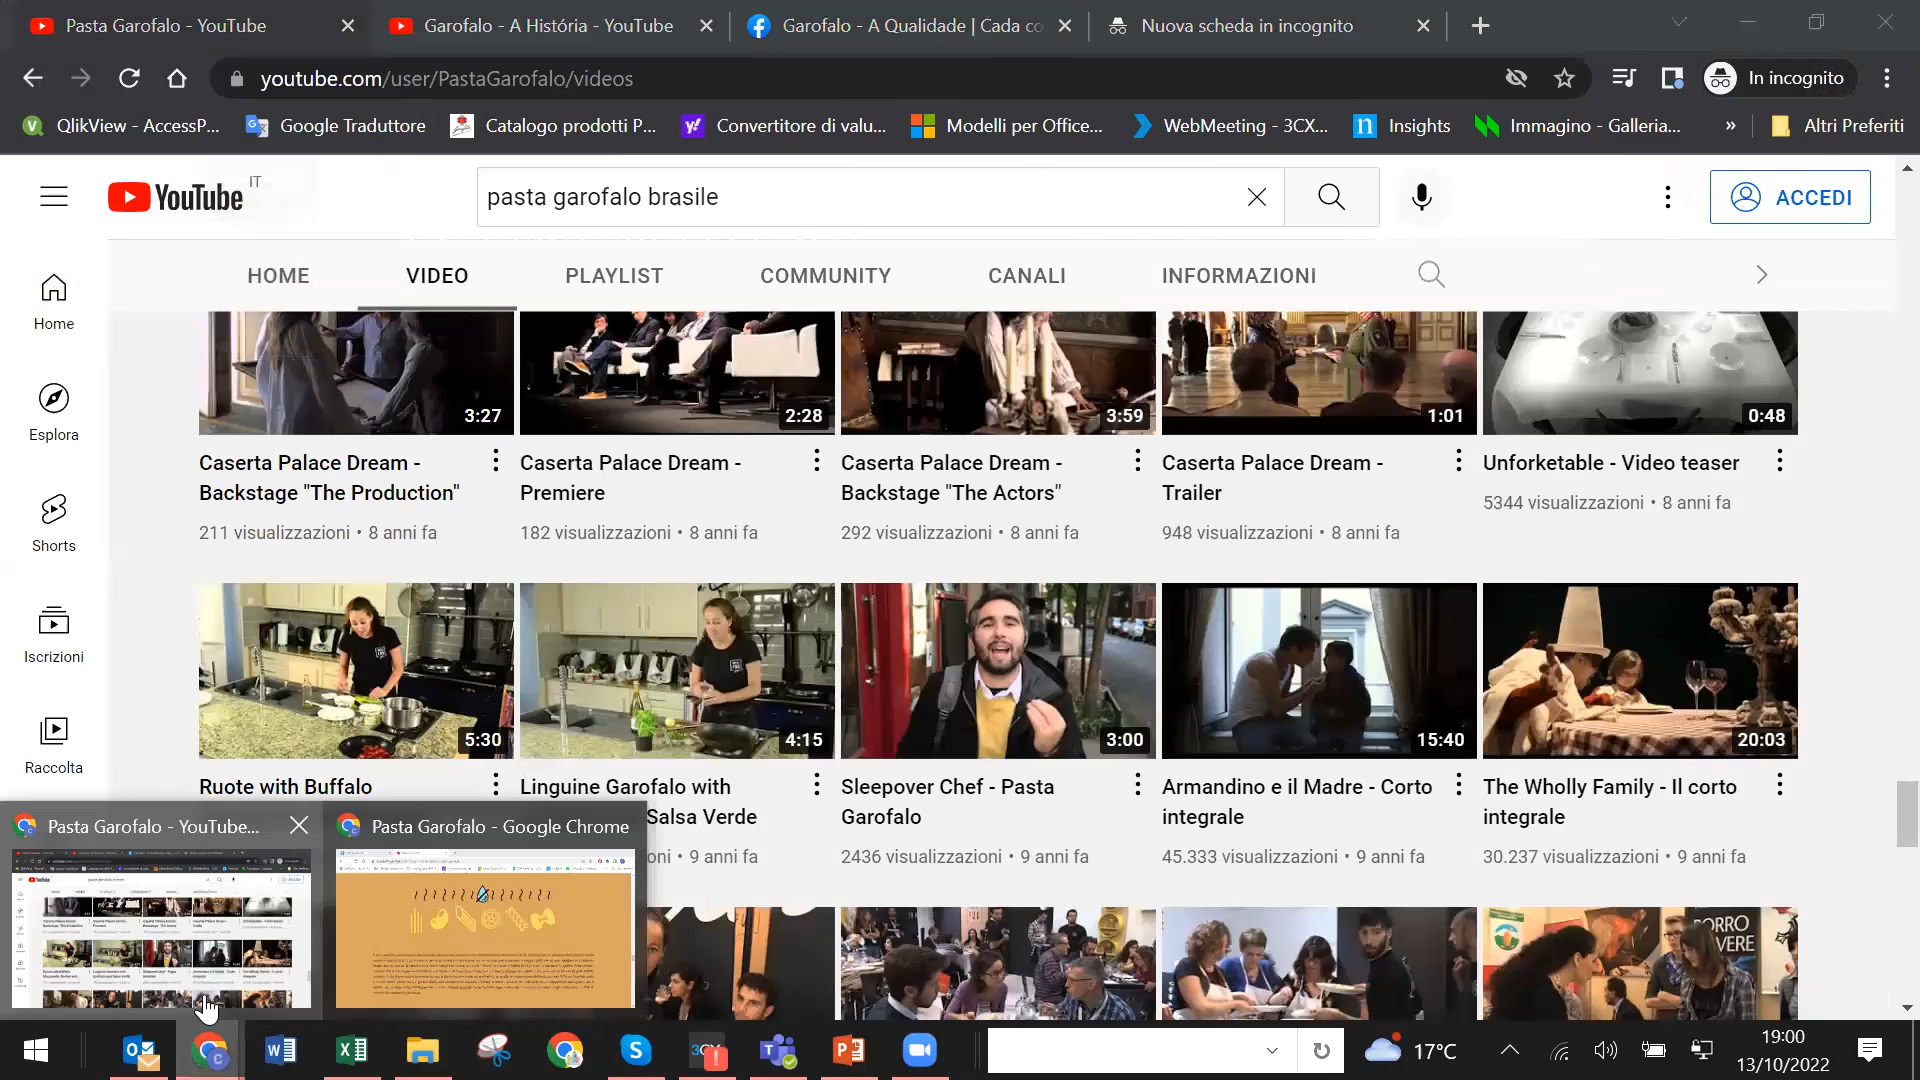 Pasta Garofalo - YouTube
Garofalo - A História - YouTube
Garofalo - A Qualidade | Cada co
Nuova scheda in incognito
youtube.com/user/PastaGarofalo/videos
In incognito
QlikView - AccessP...
Google Traduttore
Catalogo prodotti P...
Convertitore di valu...
Modelli per Office...
WebMeeting - 3CX...
Insights
Immagino - Galleria...
»
Altri Preferiti
YouTube IT
pasta garofalo brasile
ACCEDI
HOME
VIDEO
PLAYLIST
COMMUNITY
CANALI
INFORMAZIONI
Home
Esplora
Shorts
Iscrizioni
Raccolta
3:27
2:28
3:59
1:01
0:48
Caserta Palace Dream -
Backstage "The Production"
211 visualizzazioni • 8 anni fa
Caserta Palace Dream -
Premiere
182 visualizzazioni • 8 anni fa
Caserta Palace Dream -
Backstage "The Actors"
292 visualizzazioni • 8 anni fa
Caserta Palace Dream -
Trailer
948 visualizzazioni • 8 anni fa
Unforketable - Video teaser
5344 visualizzazioni • 8 anni fa
5:30
4:15
3:00
15:40
20:03
Ruote with Buffalo
Linguine Garofalo with
Salsa Verde
oni • 9 anni fa
Sleepover Chef - Pasta
Garofalo
2436 visualizzazioni • 9 anni fa
Armandino e il Madre - Corto
integrale
45.333 visualizzazioni • 9 anni fa
The Wholly Family - Il corto
integrale
30.237 visualizzazioni • 9 anni fa
PORRO
Pasta Garofalo - YouTube...
Pasta Garofalo - Google Chrome
17°C
19:00
13/10/2022